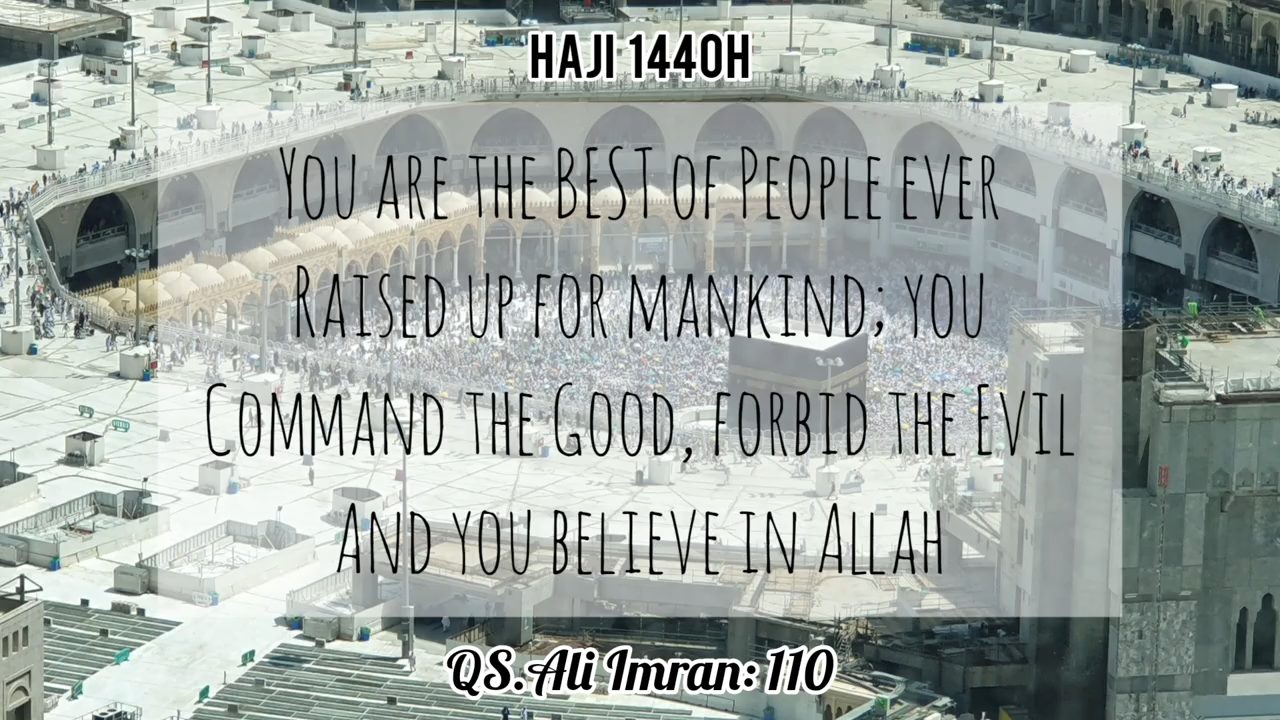 HAJI 1440H
YOU ARE THE BEST OF PEOPLE EVER
RAISED UP FOR MANKIND; YOU
COMMAND THE GOOD, FORBID THE EVIL
AND YOU BELIEVE IN ALLAH
QS. Ali Imran: 110